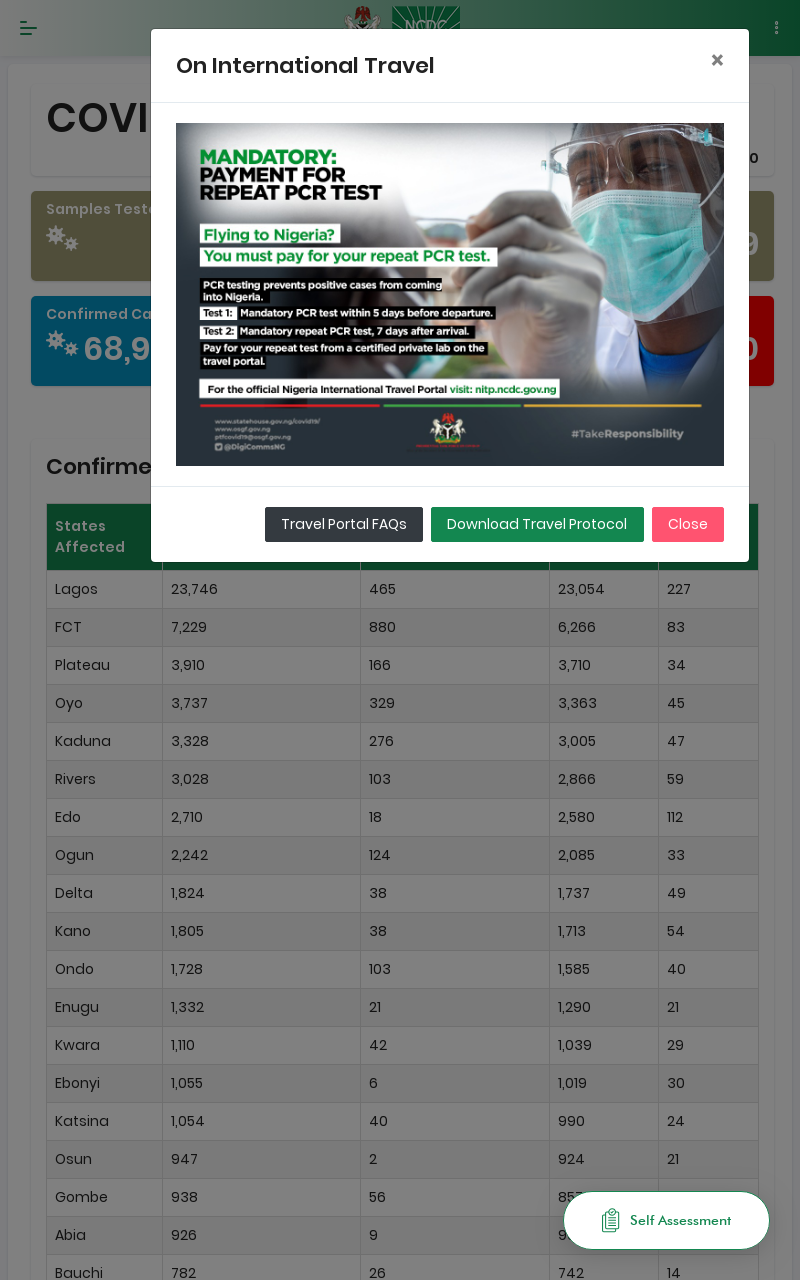 NCDC
On International Travel
×
COVI
0
MANDATORY:
PAYMENT FOR
REPEAT PCR TEST
Flying to Nigeria?
You must pay for your repeat PCR test.
PCR testing prevents positive cases from coming
into Nigeria.
Test 1: Mandatory PCR test within 5 days before departure.
Test 2: Mandatory repeat PCR test, 7 days after arrival.
Pay for your repeat test from a certified private lab on the
travel portal.
For the official Nigeria International Travel Portal visit: nitp.ncdc.gov.ng
www.statehouse.gov.ng/covid19/
www.osgf.gov.ng
ptfcovid19@osgf.gov.ng
@DigiCommsNG
#TakeResponsibility
Samples Teste
9
Confirmed Ca
68,9
0
Confirme
Travel Portal FAQs Download Travel Protocol Close
States
Affected
Lagos 23,746 465 23,054 227
FCT 7,229 880 6,266 83
Plateau 3,910 166 3,710 34
Oyo 3,737 329 3,363 45
Kaduna 3,328 276 3,005 47
Rivers 3,028 103 2,866 59
Edo 2,710 18 2,580 112
Ogun 2,242 124 2,085 33
Delta 1,824 38 1,737 49
Kano 1,805 38 1,713 54
Ondo 1,728 103 1,585 40
Enugu 1,332 21 1,290 21
Kwara 1,110 42 1,039 29
Ebonyi 1,055 6 1,019 30
Katsina 1,054 40 990 24
Osun 947 2 924 21
Gombe 938 56 85
Self Assessment
Abia 926 9 9
Bauchi 782 26 742 14